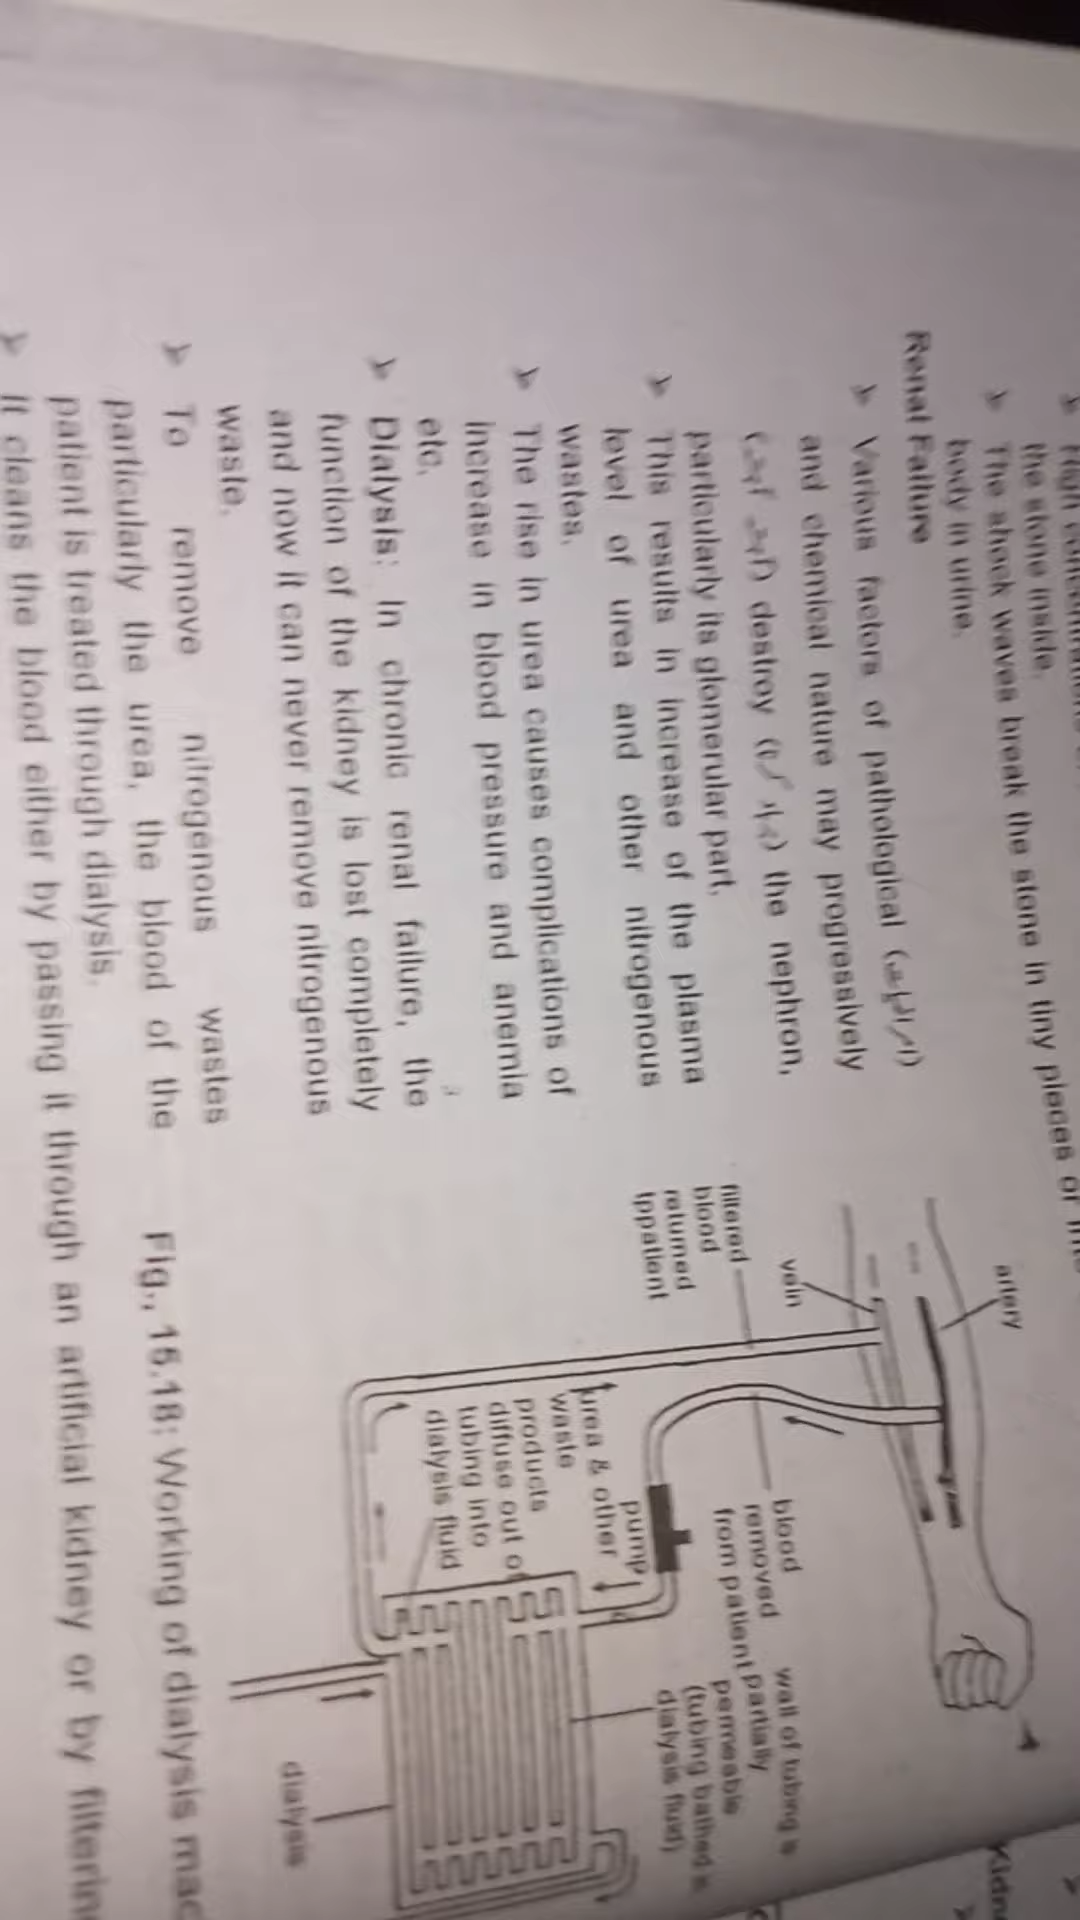 the stone inside.
➤ The shock waves break the stone in tiny pieces or
body in urine.
Renal Failure
➤ Various factors of pathological
and chemical nature may progressively
destroy the nephron,
particularly its glomerular part.
➤ This results in increase of the plasma
level of urea and other nitrogenous
wastes.
➤ The rise in urea causes complications of
increase in blood pressure and anemia
etc.
➤ Dialysis: In chronic renal failure, the
function of the kidney is lost completely
and now it can never remove nitrogenous
waste.
➤ To remove nitrogenous wastes
particularly the urea, the blood of the
patient is treated through dialysis.
➤ It cleans the blood either by passing it through an artificial kidney or by filtering
artery
vein
filtered
blood
returned
tppatient
blood
removed
from patient
pump
urea & other
waste
products
diffuse out of
tubing into
dialysis fluid
wall of tubing is
partially
permeable
(tubing bathed in
dialysis fluid)
dialysis
Fig., 15.18: Working of dialysis mac